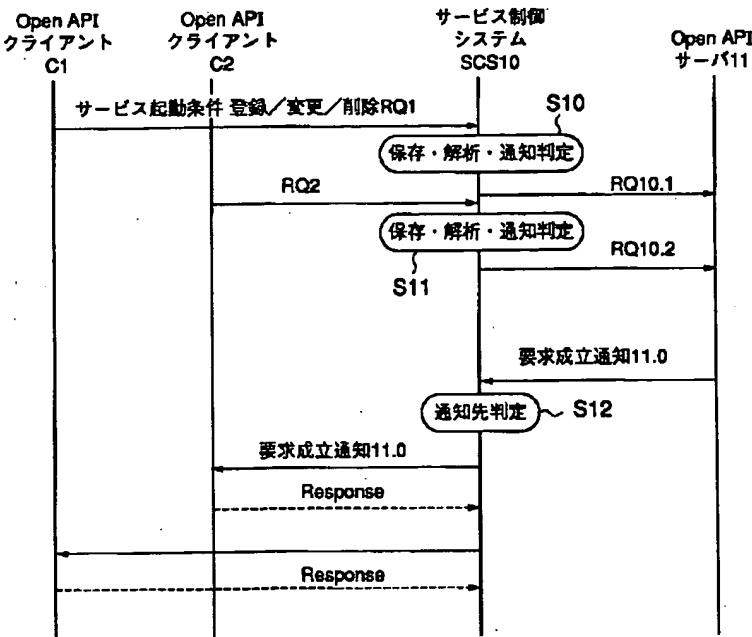 Open API
クライアント
C1
Open API
クライアント
C2
サービス制御
システム
SCS10
Open API
サーバ11
サービス起動条件 登録／変更／削除RQ1
S10
保存・解析・通知判定
RQ2
RQ10.1
保存・解析・通知判定
RQ10.2
S11
要求成立通知11.0
通知先判定
S12
要求成立通知11.0
Response
Response